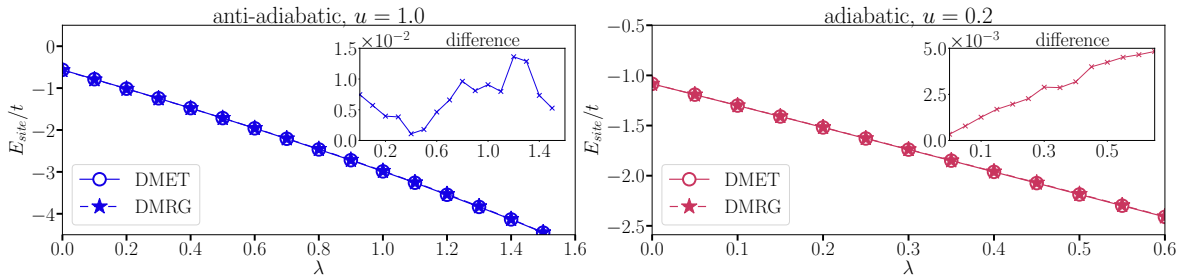 anti-adiabatic, u = 1.0
×10⁻²
difference
1.5
1.0
0.5
0.0
0.2 0.6 1.0 1.4
0
−1
−2
−3
−4
E_site/t
DMET
DMRG
0.0 0.2 0.4 0.6 0.8 1.0 1.2 1.4 1.6
λ
adiabatic, u = 0.2
×10⁻³
difference
5.0
2.5
0.0
0.1 0.3 0.5
−0.5
−1.0
−1.5
−2.0
−2.5
E_site/t
DMET
DMRG
0.0 0.1 0.2 0.3 0.4 0.5 0.6
λ